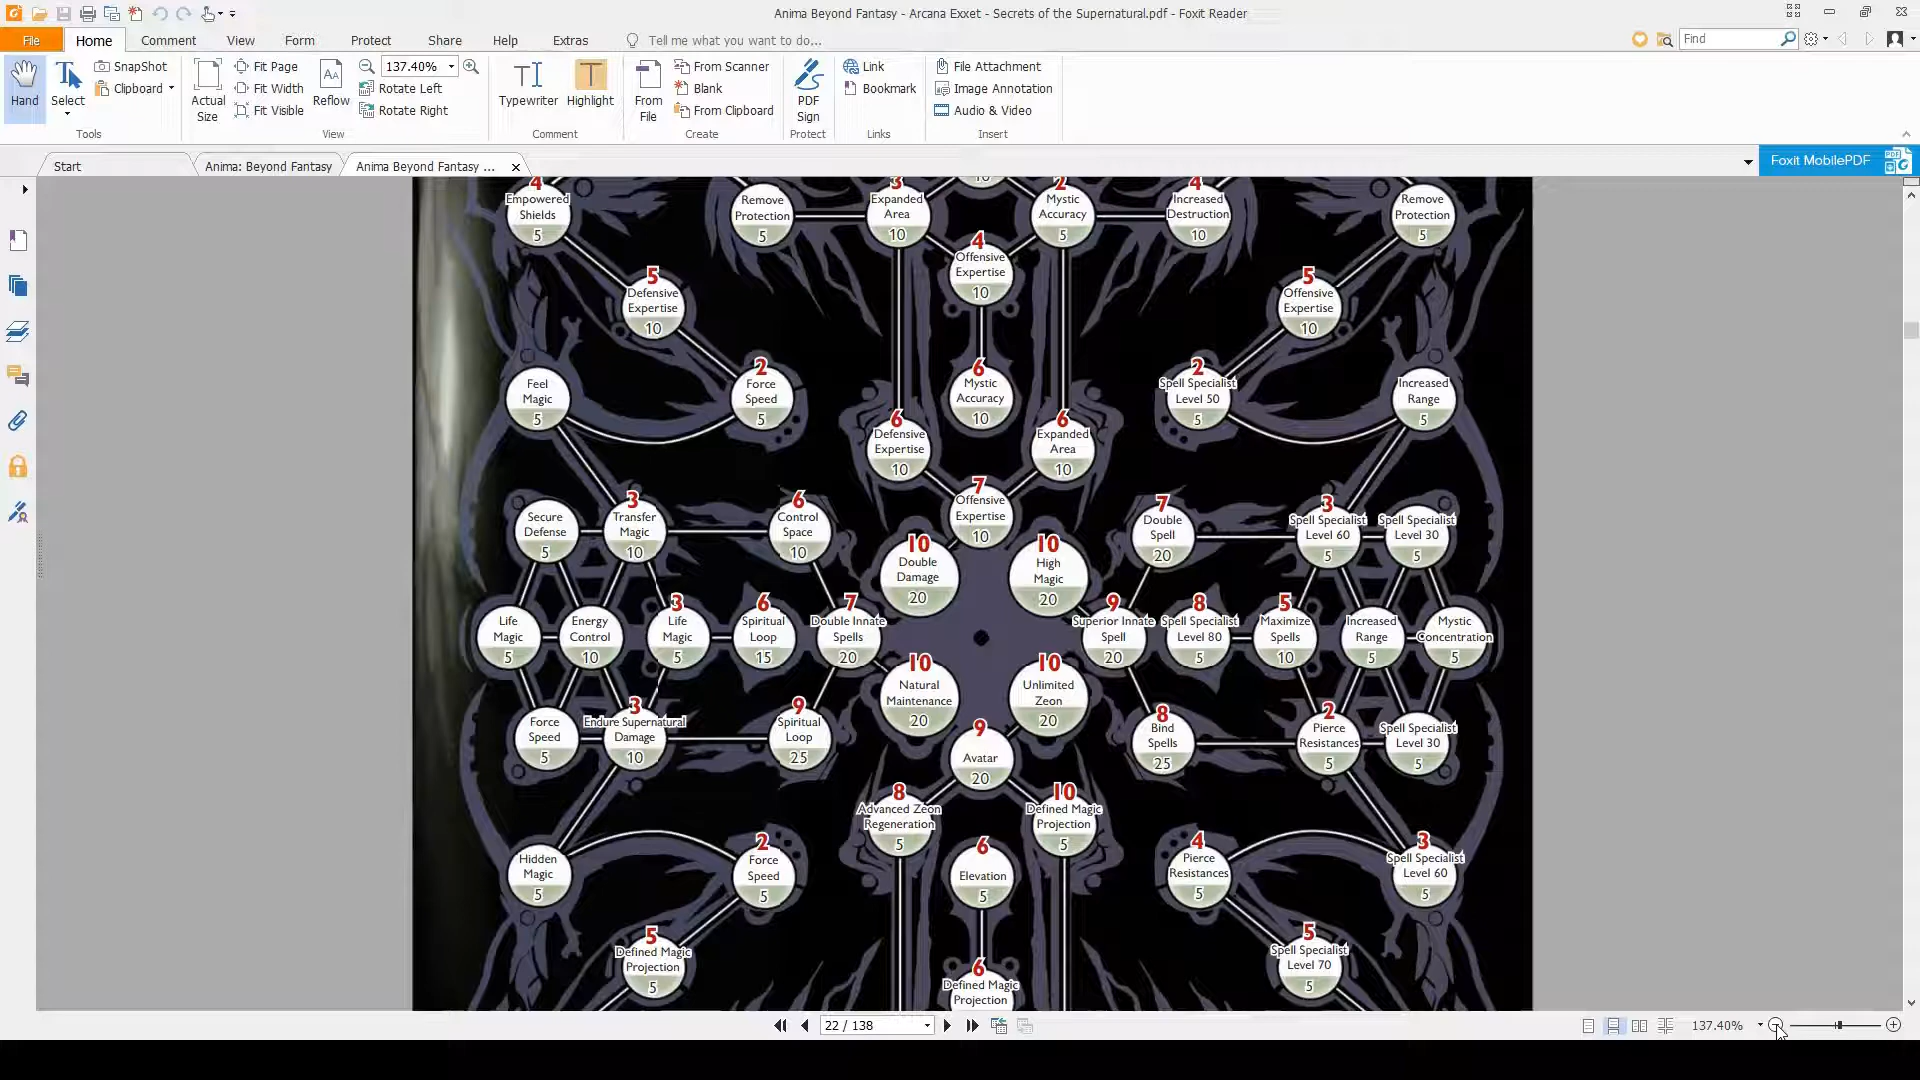 Anima Beyond Fantasy - Arcana Exxet - Secrets of the Supernatural.pdf - Foxit Reader
File
Home
Comment
View
Form
Protect
Share
Help
Extras
Tell me what you want to do...
Find
Hand
Select
SnapShot
Clipboard
Tools
Actual
Size
Fit Page
Fit Width
Fit Visible
Reflow
137.40%
Rotate Left
Rotate Right
View
Typewriter
Highlight
Comment
From
File
From Scanner
Blank
From Clipboard
Create
PDF
Sign
Protect
Link
Bookmark
Links
File Attachment
Image Annotation
Audio & Video
Insert
Start
Anima: Beyond Fantasy
Anima Beyond Fantasy ...
Foxit MobilePDF
4
Empowered
Shields
5
Remove
Protection
5
3
Expanded
Area
10
10
2
Mystic
Accuracy
5
4
Increased
Destruction
10
Remove
Protection
5
4
Offensive
Expertise
10
5
Defensive
Expertise
10
5
Offensive
Expertise
10
Feel
Magic
5
2
Force
Speed
5
6
Mystic
Accuracy
10
2
Spell Specialist
Level 50
5
Increased
Range
5
6
Defensive
Expertise
10
6
Expanded
Area
10
7
Offensive
Expertise
10
Secure
Defense
5
3
Transfer
Magic
10
6
Control
Space
10
7
Double
Spell
20
3
Spell Specialist
Level 60
5
Spell Specialist
Level 30
5
10
Double
Damage
20
10
High
Magic
20
Life
Magic
5
Energy
Control
10
3
Life
Magic
5
6
Spiritual
Loop
15
7
Double Innate
Spells
20
9
Superior Innate
Spell
20
8
Spell Specialist
Level 80
5
5
Maximize
Spells
10
Increased
Range
5
Mystic
Concentration
5
10
Natural
Maintenance
20
10
Unlimited
Zeon
20
Force
Speed
5
3
Endure Supernatural
Damage
10
9
Spiritual
Loop
25
9
Avatar
20
8
Bind
Spells
25
2
Pierce
Resistances
5
Spell Specialist
Level 30
5
8
Advanced Zeon
Regeneration
5
10
Defined Magic
Projection
5
Hidden
Magic
5
2
Force
Speed
5
6
Elevation
5
4
Pierce
Resistances
5
3
Spell Specialist
Level 60
5
5
Defined Magic
Projection
5
5
Spell Specialist
Level 70
5
6
Defined Magic
Projection
22 / 138
137.40%